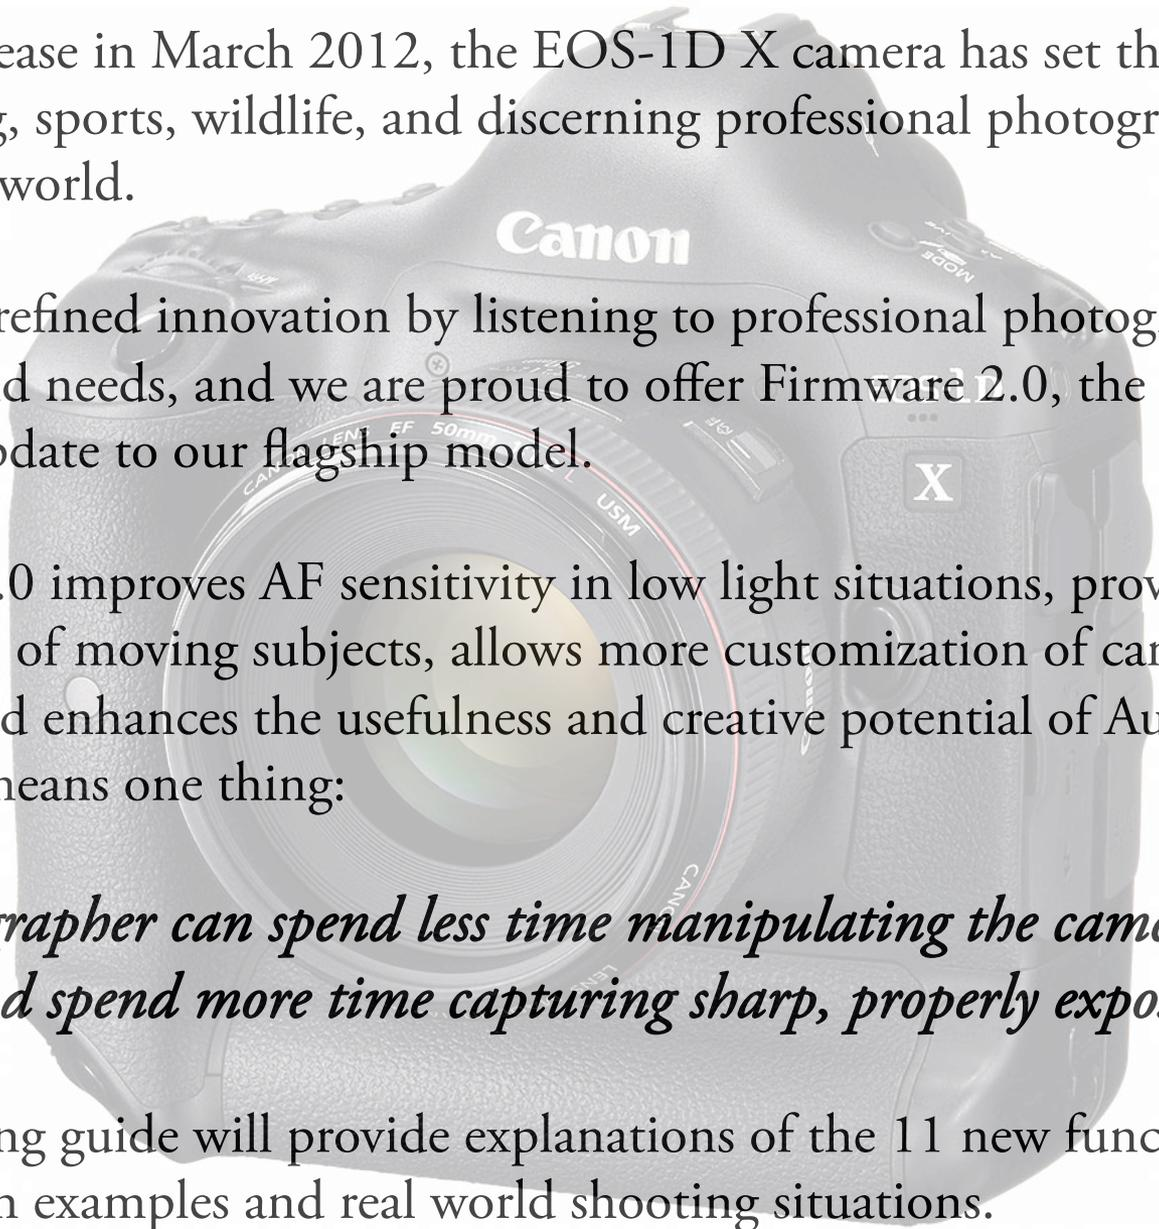 ease in March 2012, the EOS-1D X camera has set th
g, sports, wildlife, and discerning professional photogr
world.
Canon
MODE
refined innovation by listening to professional photog
d needs, and we are proud to offer Firmware 2.0, the
pdate to our flagship model.
LENS EF 50mm L USM
X
.0 improves AF sensitivity in low light situations, prov
of moving subjects, allows more customization of ca
d enhances the usefulness and creative potential of Au
means one thing:
grapher can spend less time manipulating the came
d spend more time capturing sharp, properly expo
ng guide will provide explanations of the 11 new func
n examples and real world shooting situations.